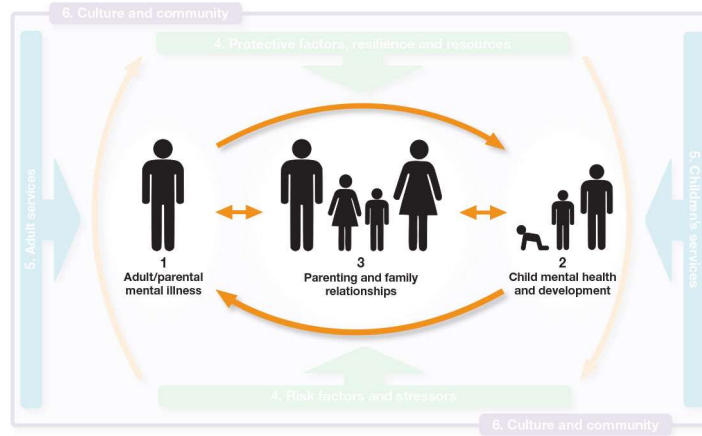 6. Culture and community
4. Protective factors, resilience and resources
5. Adult services
5. Children's services
1
Adult/parental
mental illness
3
Parenting and family
relationships
2
Child mental health
and development
4. Risk factors and stressors
6. Culture and community